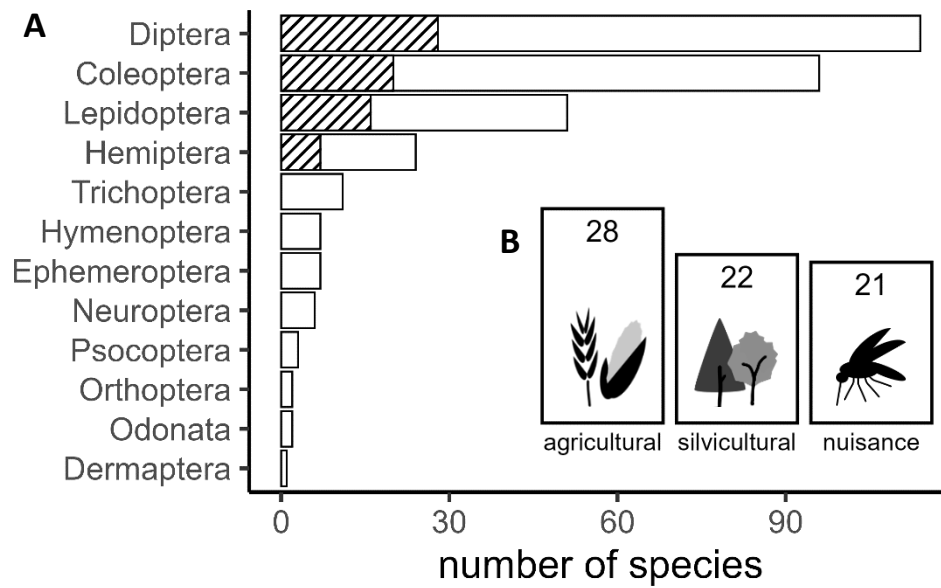 A
Diptera
Coleoptera
Lepidoptera
Hemiptera
Trichoptera
Hymenoptera
Ephemeroptera
Neuroptera
Psocoptera
Orthoptera
Odonata
Dermaptera
0 30 60 90
number of species
B
28 22 21
agricultural silvicultural nuisance